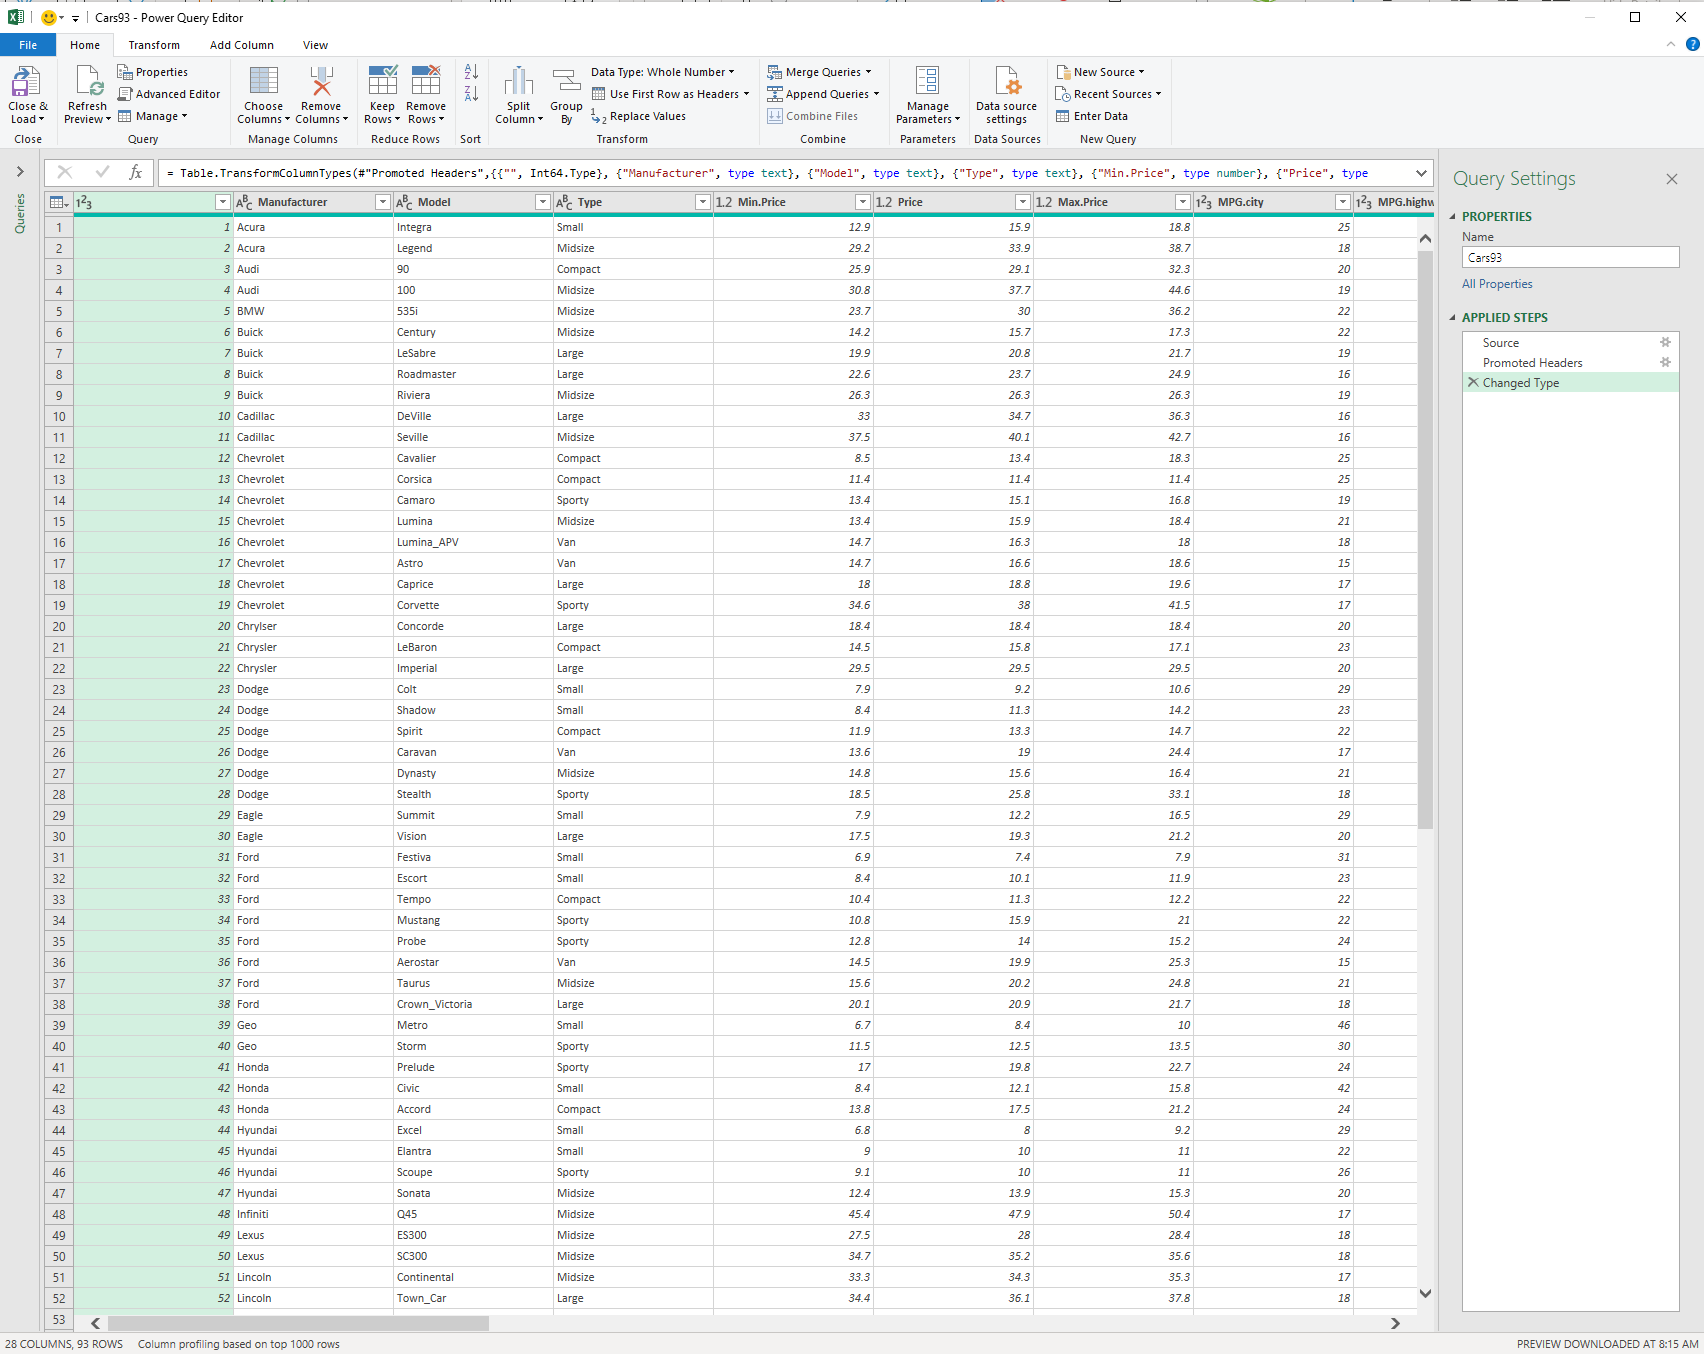 Cars93 - Power Query Editor
File Home Transform Add Column View
Close & Load
Close
Refresh Preview
Properties
Advanced Editor
Manage
Query
Choose Columns
Remove Columns
Manage Columns
Keep Rows
Remove Rows
Reduce Rows
Sort
Split Column
Group By
Data Type: Whole Number
Use First Row as Headers
Replace Values
Transform
Merge Queries
Append Queries
Combine Files
Combine
Manage Parameters
Parameters
Data source settings
Data Sources
New Source
Recent Sources
Enter Data
New Query
Queries
fx = Table.TransformColumnTypes(#"Promoted Headers",{{"", Int64.Type}, {"Manufacturer", type text}, {"Model", type text}, {"Type", type text}, {"Min.Price", type number}, {"Price", type
123 ABC Manufacturer ABC Model ABC Type 1.2 Min.Price 1.2 Price 1.2 Max.Price 123 MPG.city 123 MPG.highw
1 1 Acura Integra Small 12.9 15.9 18.8 25
2 2 Acura Legend Midsize 29.2 33.9 38.7 18
3 3 Audi 90 Compact 25.9 29.1 32.3 20
4 4 Audi 100 Midsize 30.8 37.7 44.6 19
5 5 BMW 535i Midsize 23.7 30 36.2 22
6 6 Buick Century Midsize 14.2 15.7 17.3 22
7 7 Buick LeSabre Large 19.9 20.8 21.7 19
8 8 Buick Roadmaster Large 22.6 23.7 24.9 16
9 9 Buick Riviera Midsize 26.3 26.3 26.3 19
10 10 Cadillac DeVille Large 33 34.7 36.3 16
11 11 Cadillac Seville Midsize 37.5 40.1 42.7 16
12 12 Chevrolet Cavalier Compact 8.5 13.4 18.3 25
13 13 Chevrolet Corsica Compact 11.4 11.4 11.4 25
14 14 Chevrolet Camaro Sporty 13.4 15.1 16.8 19
15 15 Chevrolet Lumina Midsize 13.4 15.9 18.4 21
16 16 Chevrolet Lumina_APV Van 14.7 16.3 18 18
17 17 Chevrolet Astro Van 14.7 16.6 18.6 15
18 18 Chevrolet Caprice Large 18 18.8 19.6 17
19 19 Chevrolet Corvette Sporty 34.6 38 41.5 17
20 20 Chrylser Concorde Large 18.4 18.4 18.4 20
21 21 Chrysler LeBaron Compact 14.5 15.8 17.1 23
22 22 Chrysler Imperial Large 29.5 29.5 29.5 20
23 23 Dodge Colt Small 7.9 9.2 10.6 29
24 24 Dodge Shadow Small 8.4 11.3 14.2 23
25 25 Dodge Spirit Compact 11.9 13.3 14.7 22
26 26 Dodge Caravan Van 13.6 19 24.4 17
27 27 Dodge Dynasty Midsize 14.8 15.6 16.4 21
28 28 Dodge Stealth Sporty 18.5 25.8 33.1 18
29 29 Eagle Summit Small 7.9 12.2 16.5 29
30 30 Eagle Vision Large 17.5 19.3 21.2 20
31 31 Ford Festiva Small 6.9 7.4 7.9 31
32 32 Ford Escort Small 8.4 10.1 11.9 23
33 33 Ford Tempo Compact 10.4 11.3 12.2 22
34 34 Ford Mustang Sporty 10.8 15.9 21 22
35 35 Ford Probe Sporty 12.8 14 15.2 24
36 36 Ford Aerostar Van 14.5 19.9 25.3 15
37 37 Ford Taurus Midsize 15.6 20.2 24.8 21
38 38 Ford Crown_Victoria Large 20.1 20.9 21.7 18
39 39 Geo Metro Small 6.7 8.4 10 46
40 40 Geo Storm Sporty 11.5 12.5 13.5 30
41 41 Honda Prelude Sporty 17 19.8 22.7 24
42 42 Honda Civic Small 8.4 12.1 15.8 42
43 43 Honda Accord Compact 13.8 17.5 21.2 24
44 44 Hyundai Excel Small 6.8 8 9.2 29
45 45 Hyundai Elantra Small 9 10 11 22
46 46 Hyundai Scoupe Sporty 9.1 10 11 26
47 47 Hyundai Sonata Midsize 12.4 13.9 15.3 20
48 48 Infiniti Q45 Midsize 45.4 47.9 50.4 17
49 49 Lexus ES300 Midsize 27.5 28 28.4 18
50 50 Lexus SC300 Midsize 34.7 35.2 35.6 18
51 51 Lincoln Continental Midsize 33.3 34.3 35.3 17
52 52 Lincoln Town_Car Large 34.4 36.1 37.8 18
53
Query Settings
PROPERTIES
Name
Cars93
All Properties
APPLIED STEPS
Source
Promoted Headers
Changed Type
28 COLUMNS, 93 ROWS Column profiling based on top 1000 rows PREVIEW DOWNLOADED AT 8:15 AM